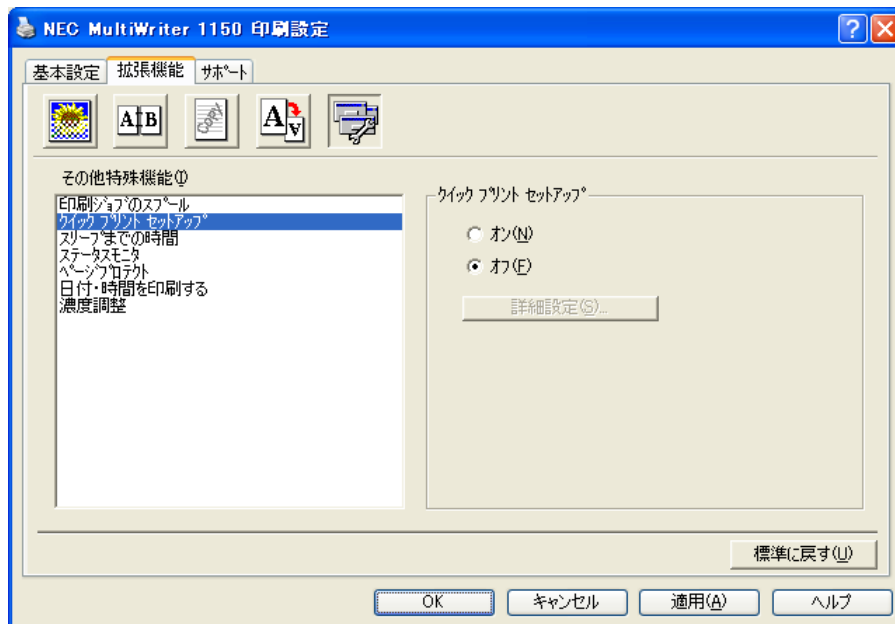 NEC MultiWriter 1150 印刷設定
基本設定 拡張機能 ｻﾎﾟｰﾄ
A B
A A
その他特殊機能(I)
印刷ｼﾞｮﾌﾞのｽﾌﾟｰﾙ
ｸｲｯｸ ﾌﾟﾘﾝﾄ ｾｯﾄｱｯﾌﾟ
ｽﾘｰﾌﾟまでの時間
ｽﾃｰﾀｽﾓﾆﾀ
ﾍﾟｰｼﾞﾌﾟﾛﾃｸﾄ
日付・時間を印刷する
濃度調整
ｸｲｯｸ ﾌﾟﾘﾝﾄ ｾｯﾄｱｯﾌﾟ
ｵﾝ(N)
ｵﾌ(F)
詳細設定(S)...
標準に戻す(U)
OK キャンセル 適用(A) ヘルプ